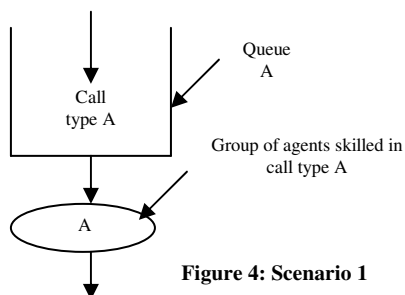 Queue
A
Call
type A
Group of agents skilled in
call type A
A
Figure 4: Scenario 1